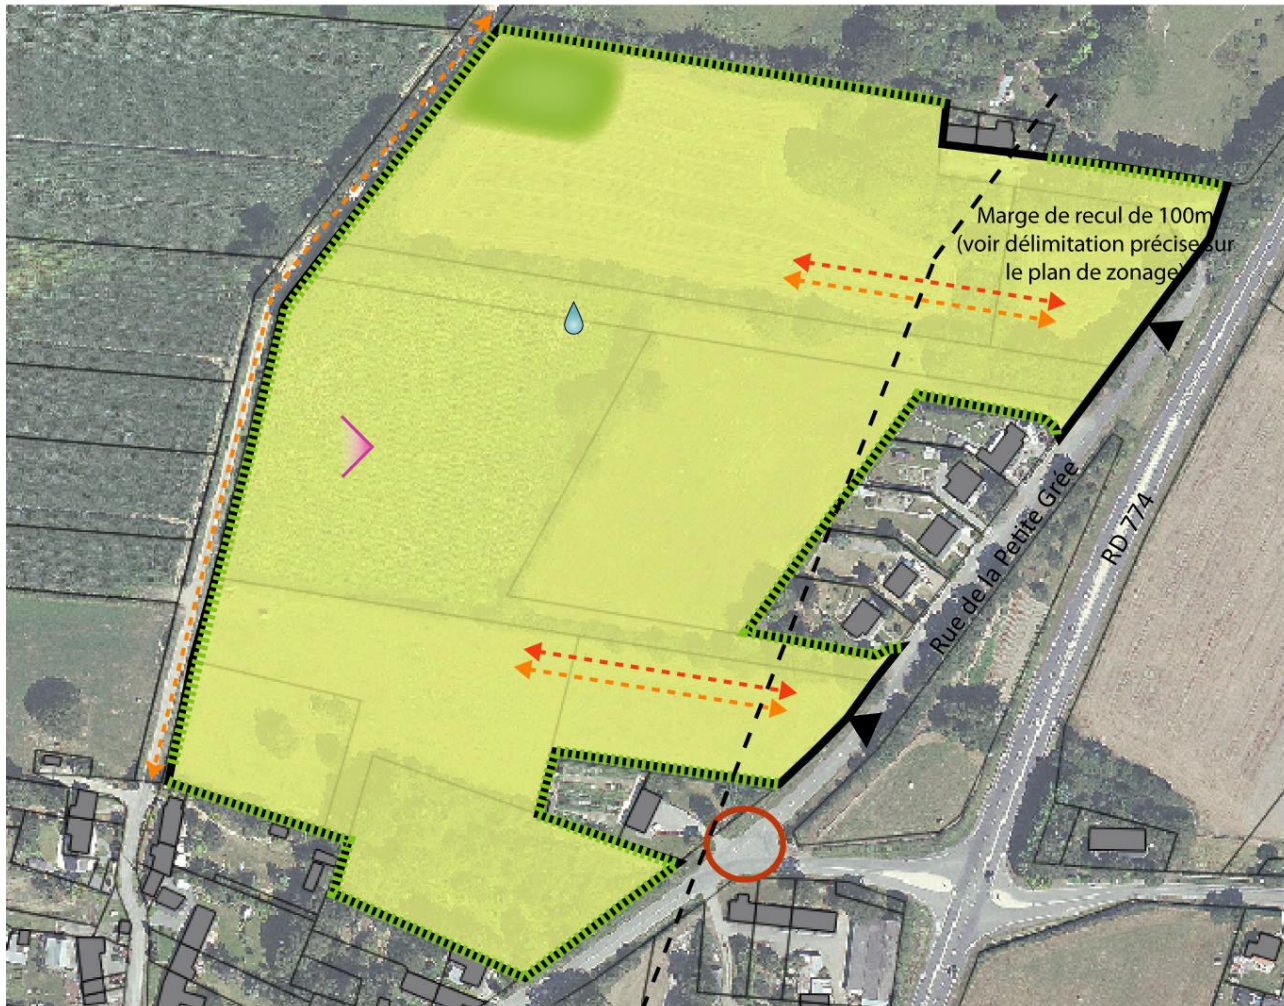 Marge de recul de 100m
(voir délimitation précise sur
le plan de zonage)
Rue de la Petite Grée
RD 774